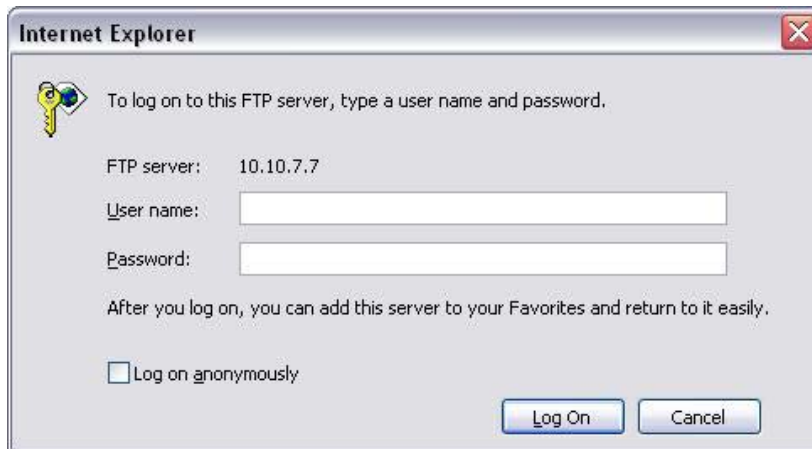 Internet Explorer
To log on to this FTP server, type a user name and password.
FTP server: 10.10.7.7
User name:
Password:
After you log on, you can add this server to your Favorites and return to it easily.
Log on anonymously
Log On Cancel